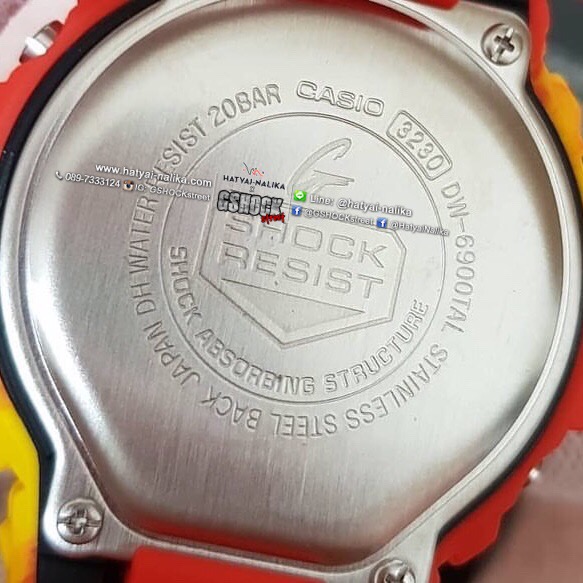 CASIO 3230 DW-6900TAL STAINLESS STEEL BACK JAPAN DH WATER RESIST 20BAR
G
SHOCK
RESIST
SHOCK ABSORBING STRUCTURE
www.hatyai-nalika.com
089-7333124 IG: GSHOCKstreet
HATYAI-NALIKA
X
GSHOCK
street
Line: @hatyai-nalika
@GSHOCKstreet @HatyaiNalika